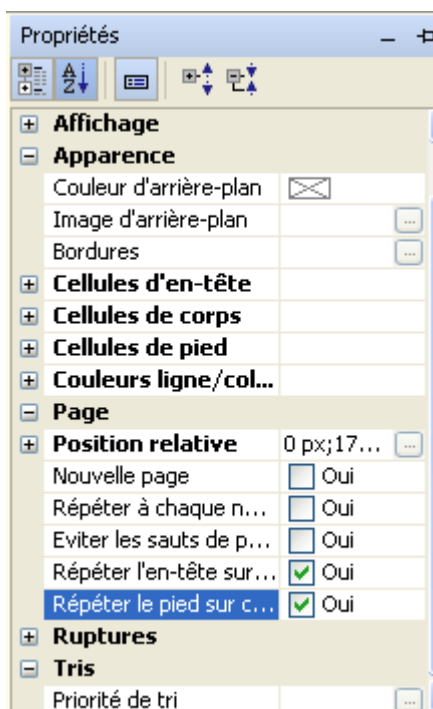 Propriétés
Affichage
Apparence
Couleur d'arrière-plan
Image d'arrière-plan ...
Bordures ...
Cellules d'en-tête
Cellules de corps
Cellules de pied
Couleurs ligne/col...
Page
Position relative 0 px;17... ...
Nouvelle page Oui
Répéter à chaque n... Oui
Eviter les sauts de p... Oui
Répéter l'en-tête sur... Oui
Répéter le pied sur c... Oui
Ruptures
Tris
Priorité de tri ...